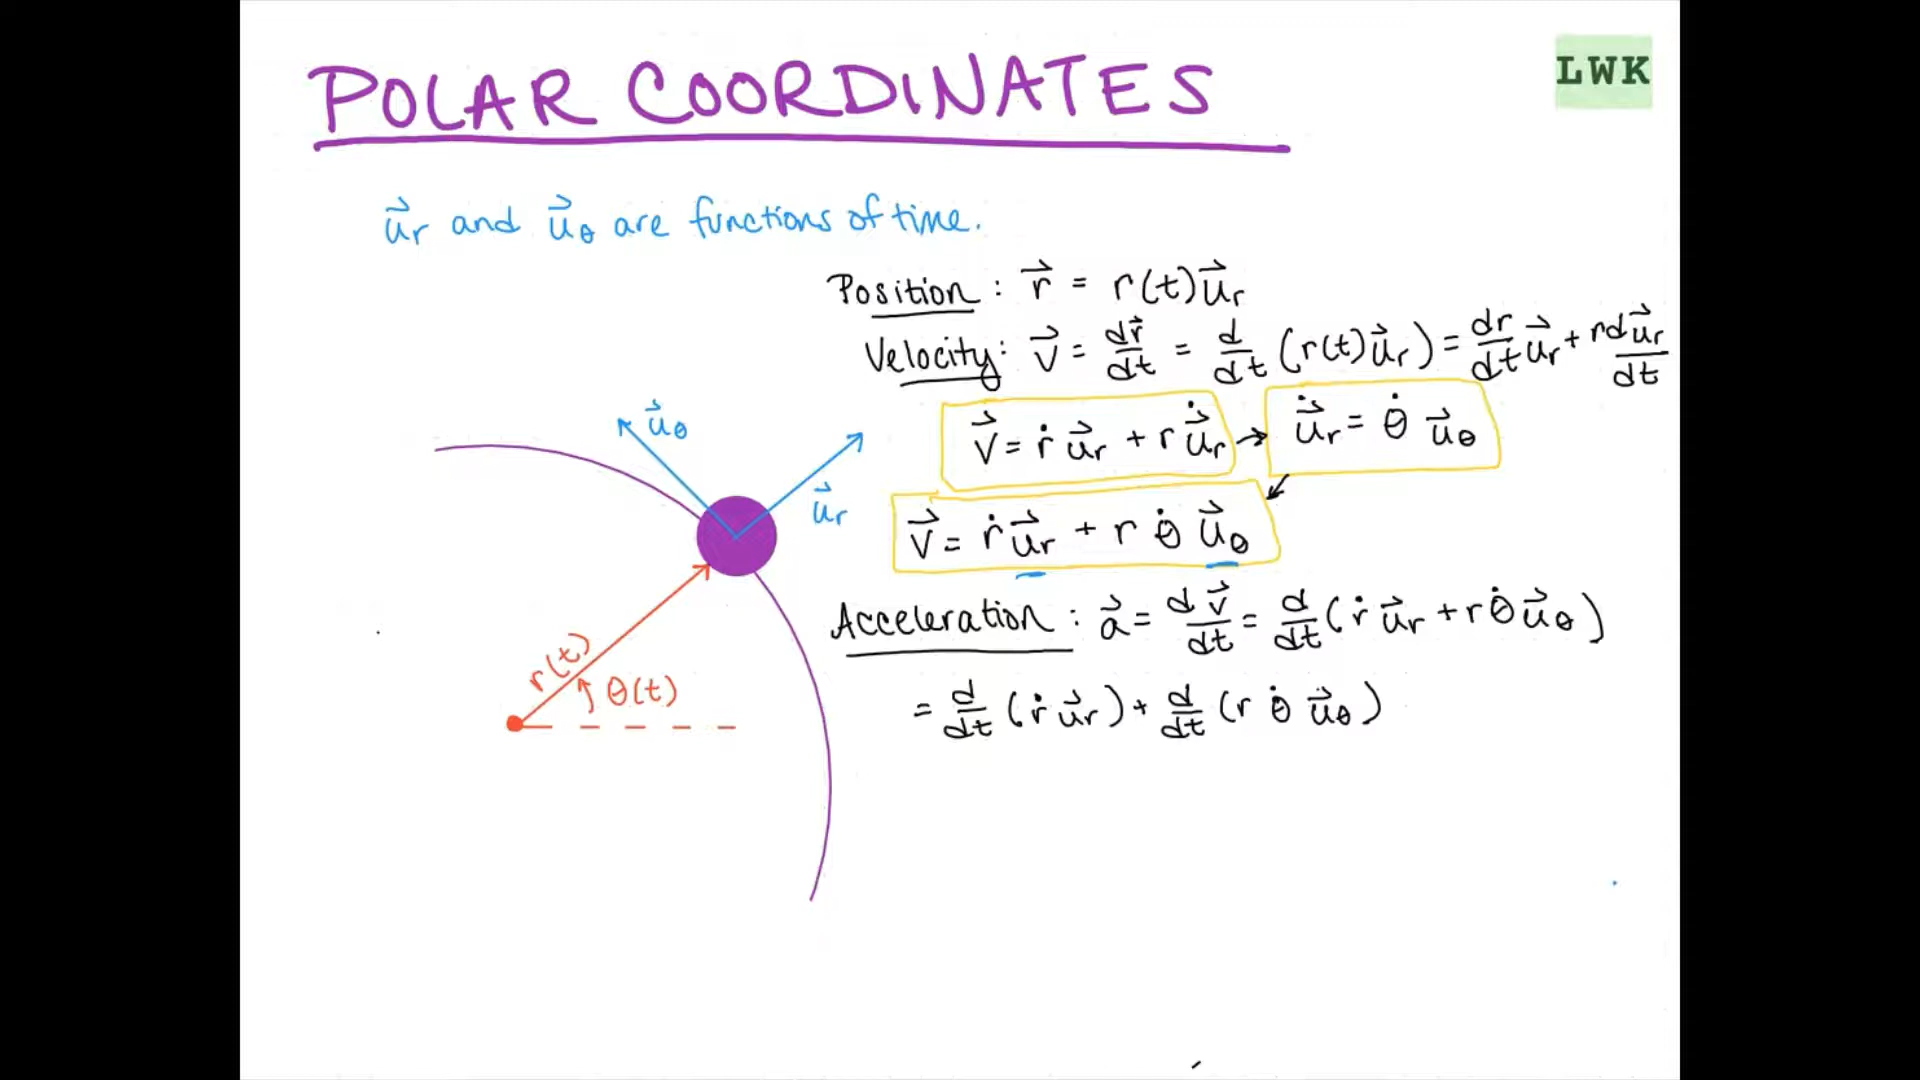 POLAR COORDINATES
LWK
u⃗r and u⃗θ are functions of time.
Position: r⃗ = r(t)u⃗r
Velocity: v⃗ = dr⃗/dt = d/dt (r(t)u⃗r) = dr/dt u⃗r + rdu⃗r/dt
v⃗ = ṙ u⃗r + r u⃗̇r → u⃗̇r = θ̇ u⃗θ
v⃗ = ṙ u⃗r + r θ̇ u⃗θ
Acceleration: a⃗ = dv⃗/dt = d/dt (ṙ u⃗r + r θ̇ u⃗θ)
= d/dt (ṙ u⃗r) + d/dt (r θ̇ u⃗θ)
u⃗θ
u⃗r
r(t)
θ(t)